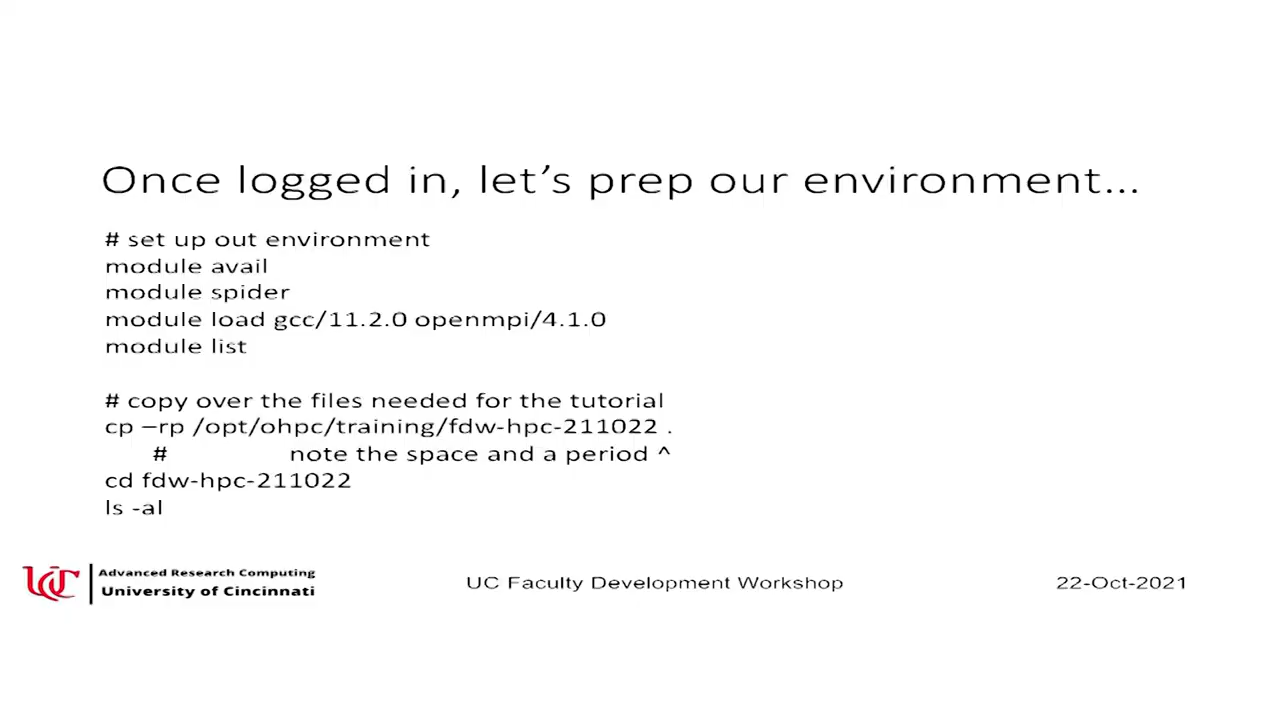 Once logged in, let’s prep our environment...
# set up out environment
module avail
module spider
module load gcc/11.2.0 openmpi/4.1.0
module list
# copy over the files needed for the tutorial
cp –rp /opt/ohpc/training/fdw-hpc-211022 .
# note the space and a period ^
cd fdw-hpc-211022
ls -al
UC
Advanced Research Computing
University of Cincinnati
UC Faculty Development Workshop
22-Oct-2021